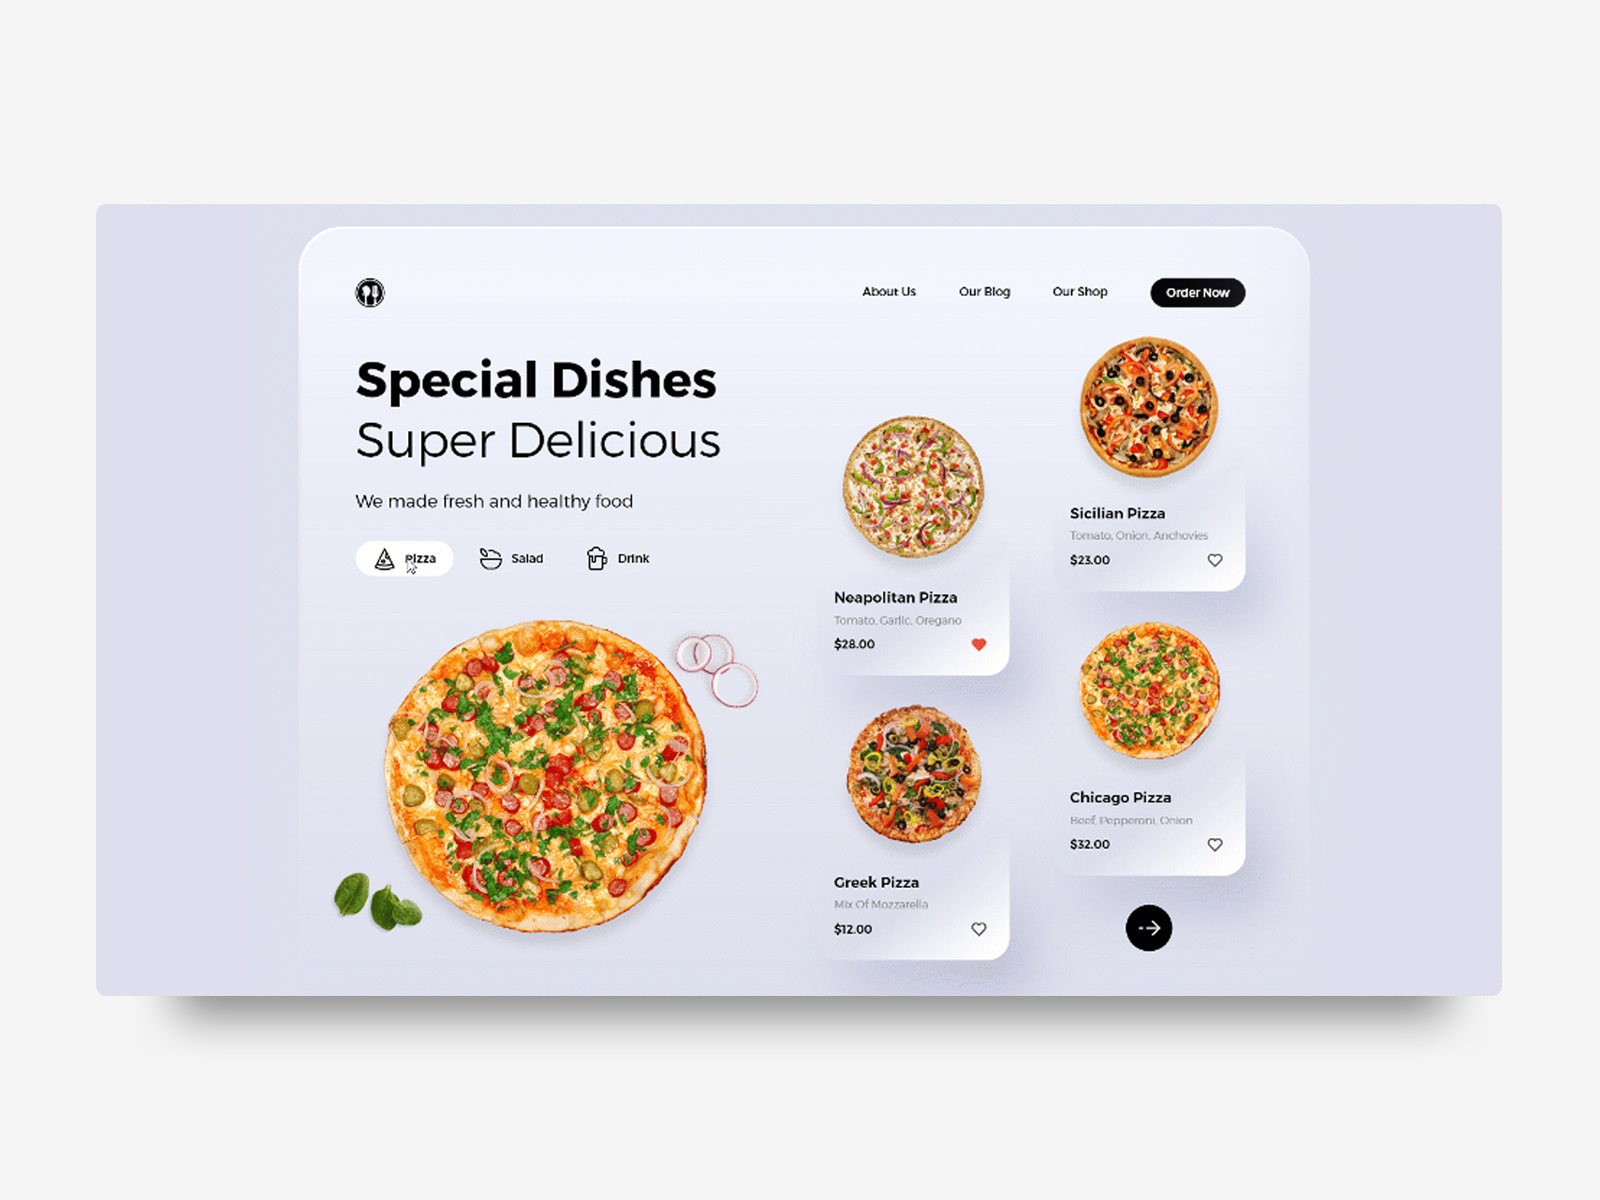 About Us
Our Blog
Our Shop
Order Now
Special Dishes
Super Delicious
We made fresh and healthy food
Pizza
Salad
Drink
Neapolitan Pizza
Tomato, Garlic, Oregano
$28.00
Sicilian Pizza
Tomato, Onion, Anchovies
$23.00
Greek Pizza
Mix Of Mozzarella
$12.00
Chicago Pizza
Beef, Pepperoni, Onion
$32.00